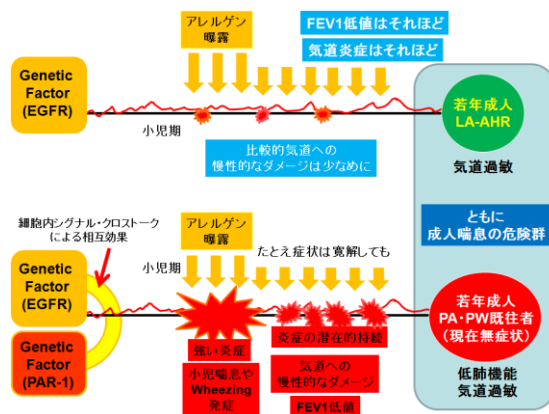 アレルゲン
曝露
FEV1低値はそれほど
気道炎症はそれほど
Genetic
Factor
(EGFR)
小児期
比較的気道への
慢性的なダメージは少なめに
若年成人
LA-AHR
気道過敏
細胞内シグナル・クロストーク
による相互効果
アレルゲン
曝露
小児期
たとえ症状は寛解しても
ともに
成人喘息の危険群
Genetic
Factor
(EGFR)
Genetic
Factor
(PAR-1)
強い炎症
小児喘息や
Wheezing
発症
炎症の潜在的持続
気道への
慢性的なダメージ
FEV1低値
若年成人
PA・PW既往者
(現在無症状)
低肺機能
気道過敏